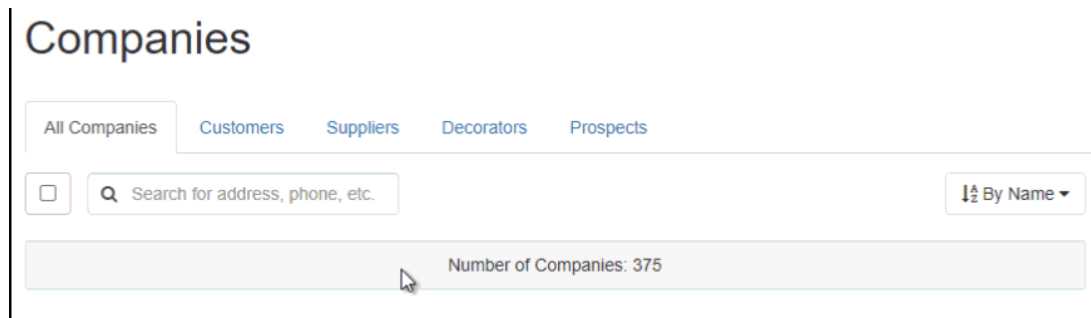 Companies
All Companies Customers Suppliers Decorators Prospects
Search for address, phone, etc. By Name
Number of Companies: 375